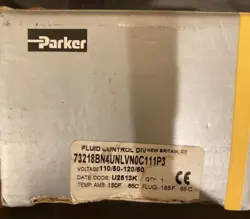 Parker
FLUID CONTROL DIV NEW BRITAIN, CT
73218BN4UNLVN0C111P3
VOLTAGE 110/50-120/60
DATE CODE: U2513K QTY: 1
TEMP. AMB: 150F 65C FLUID: 185F 85C